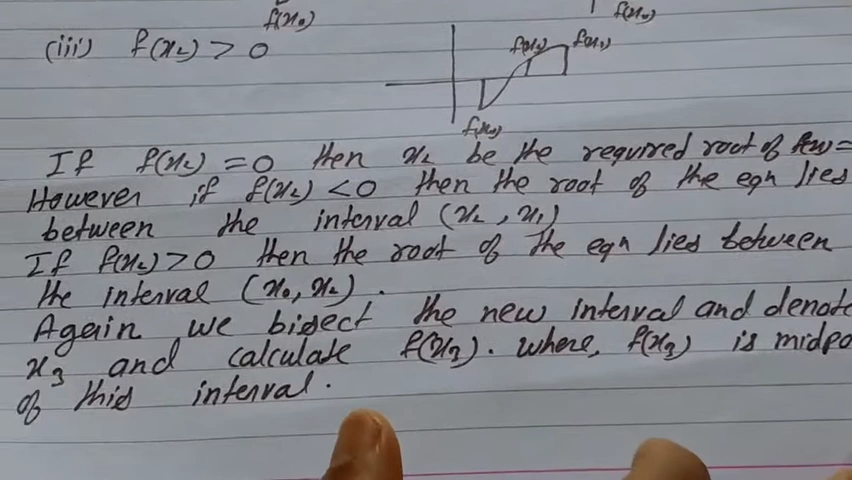 f(x₀)
f(x₀)
(iii) f(x₂) > 0
f(x₂) f(x₁)
f(x₀)
If f(x₂) = 0 then x₂ be the required root of f(x) =
However if f(x₂) < 0 then the root of the eqn lies
between the interval (x₂, x₁)
If f(x₂) > 0 then the root of the eqn lies between
the interval (x₀, x₂).
Again we bisect the new interval and denote
x₃ and calculate f(x₃). where, f(x₃) is midpo
of this interval.